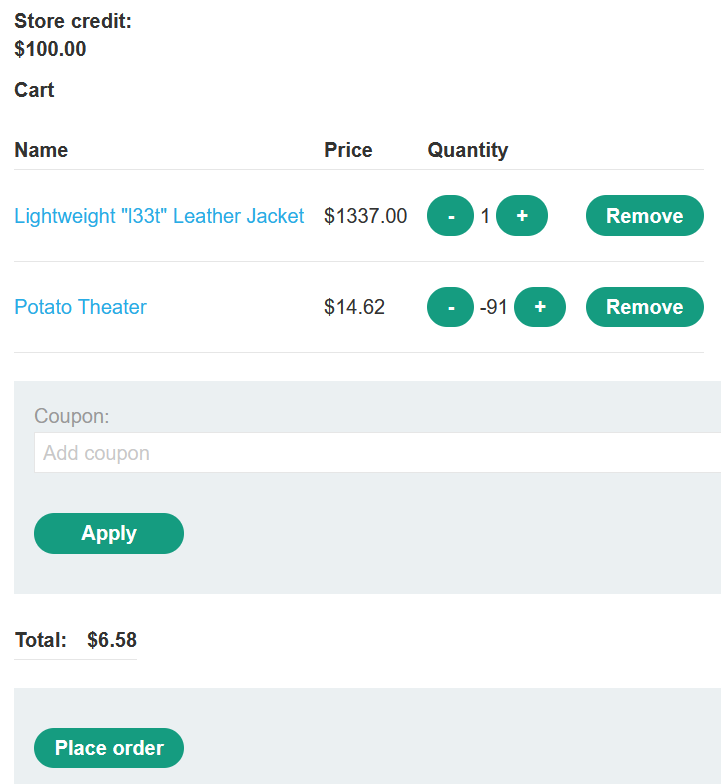 Store credit:
$100.00
Cart
Name Price Quantity
Lightweight "l33t" Leather Jacket $1337.00 - 1 + Remove
Potato Theater $14.62 - -91 + Remove
Coupon:
Add coupon
Apply
Total: $6.58
Place order